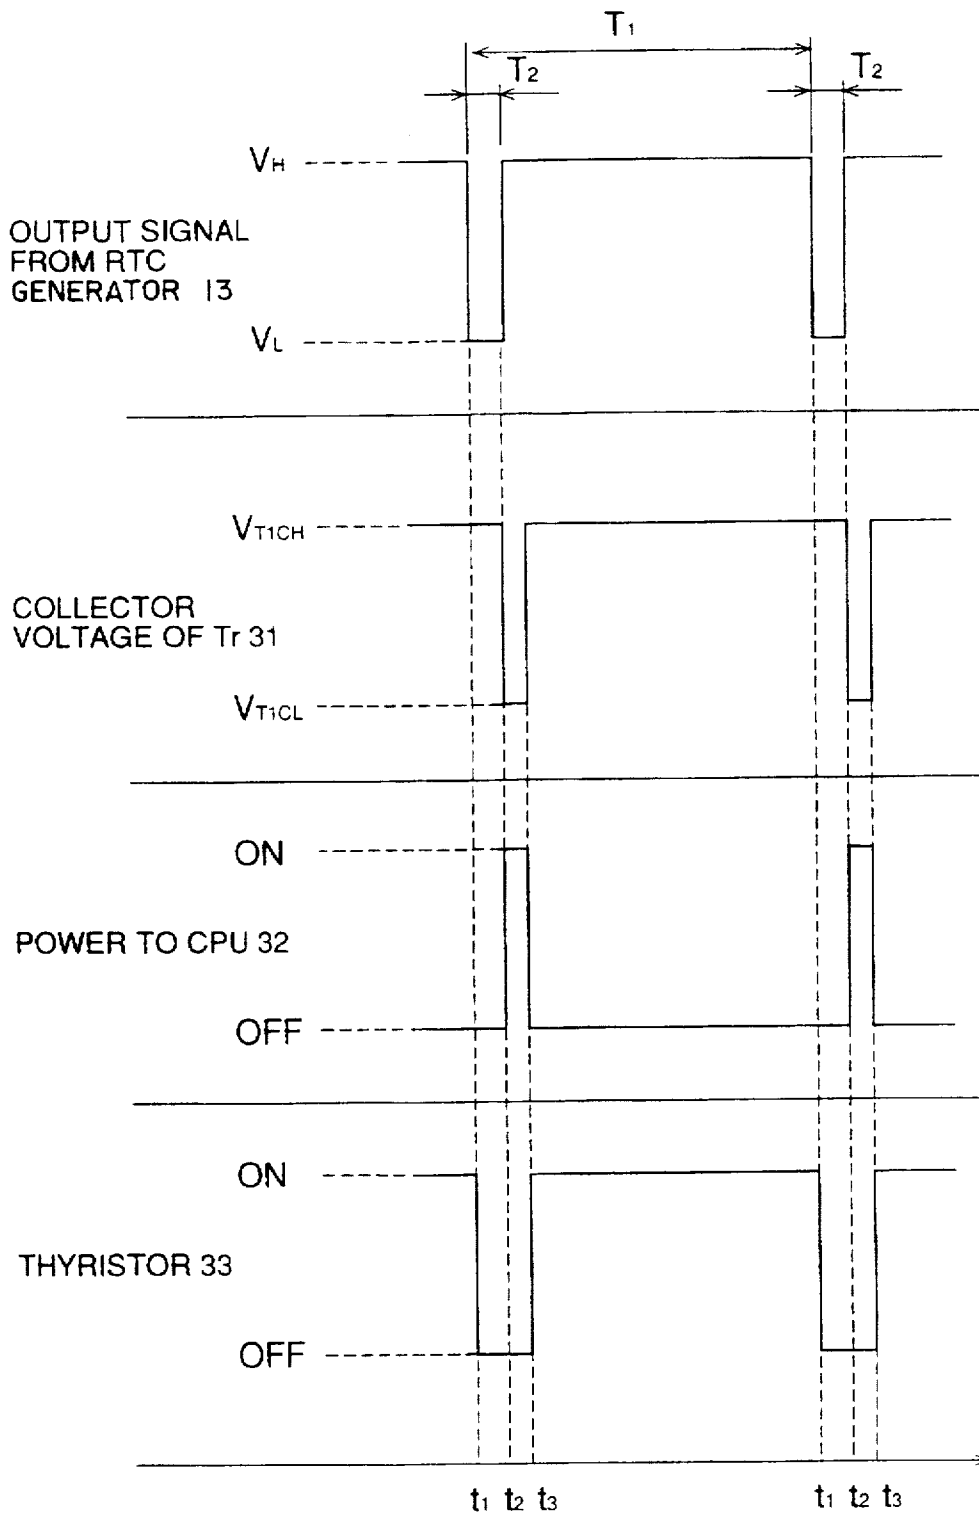 T1
T2 T2
VH
OUTPUT SIGNAL
FROM RTC
GENERATOR 13
VL
VT1CH
COLLECTOR
VOLTAGE OF Tr 31
VT1CL
ON
POWER TO CPU 32
OFF
ON
THYRISTOR 33
OFF
t1 t2 t3 t1 t2 t3